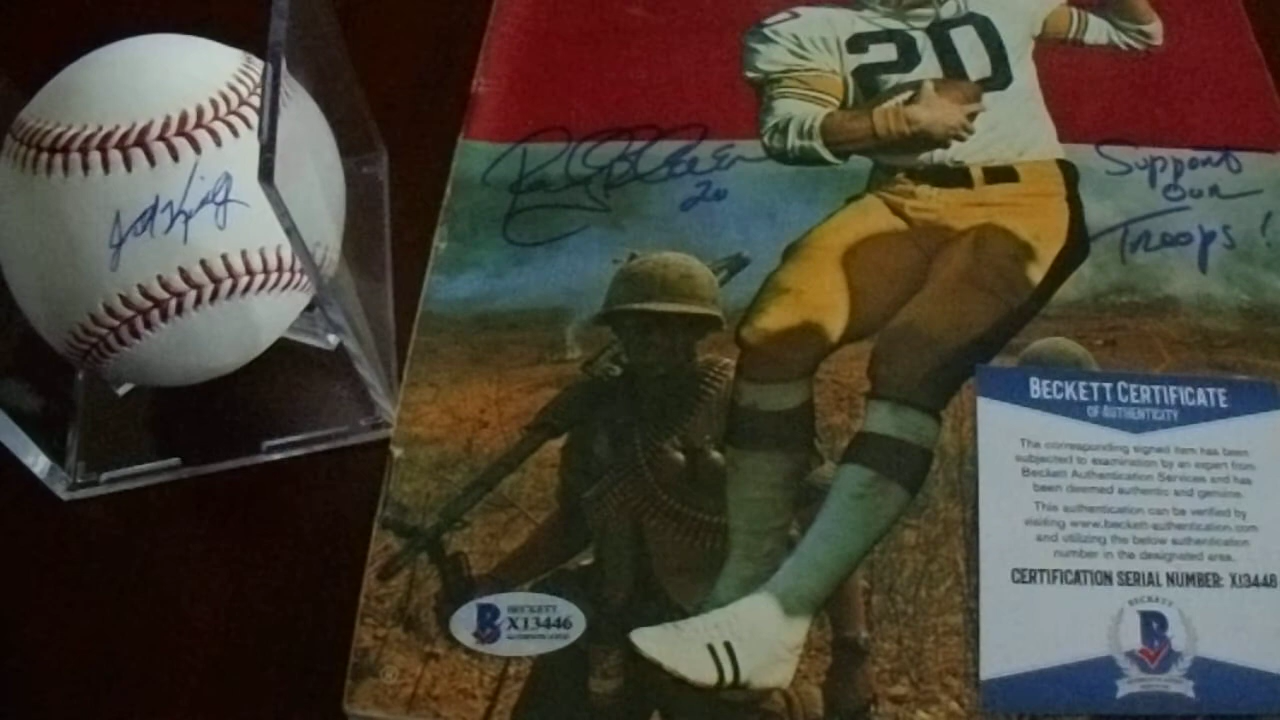 20
Rocky Bleier
20
Support
our
Troops!
BECKETT CERTIFICATE
OF AUTHENTICITY
The corresponding signed item has been
subjected to examination by an expert from
Beckett Authentication Services and has
been deemed authentic and genuine.
This authentication can be verified by
visiting www.beckett-authentication.com
and utilizing the below authentication
number in the designated area.
CERTIFICATION SERIAL NUMBER: X13446
BECKETT
B
BECKETT
X13446